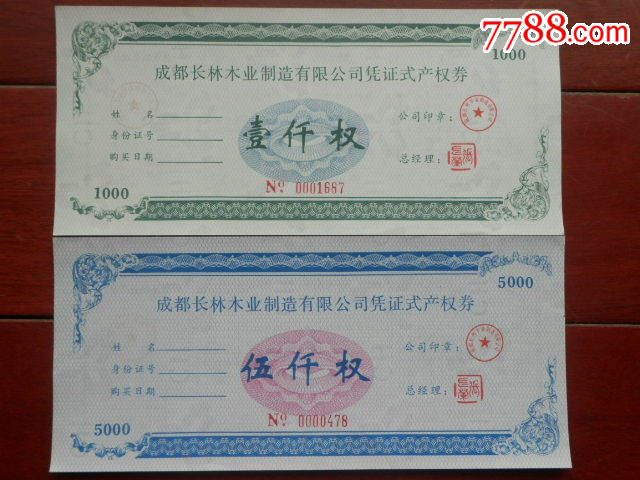 7788.com
1000
成都长林木业制造有限公司凭证式产权券
姓 名
公司印章：
身份证号
壹仟权
购买日期
总经理：
1000
№ 0001687
5000
成都长林木业制造有限公司凭证式产权券
姓 名
公司印章：
身份证号
伍仟权
购买日期
总经理：
5000
№ 0000478